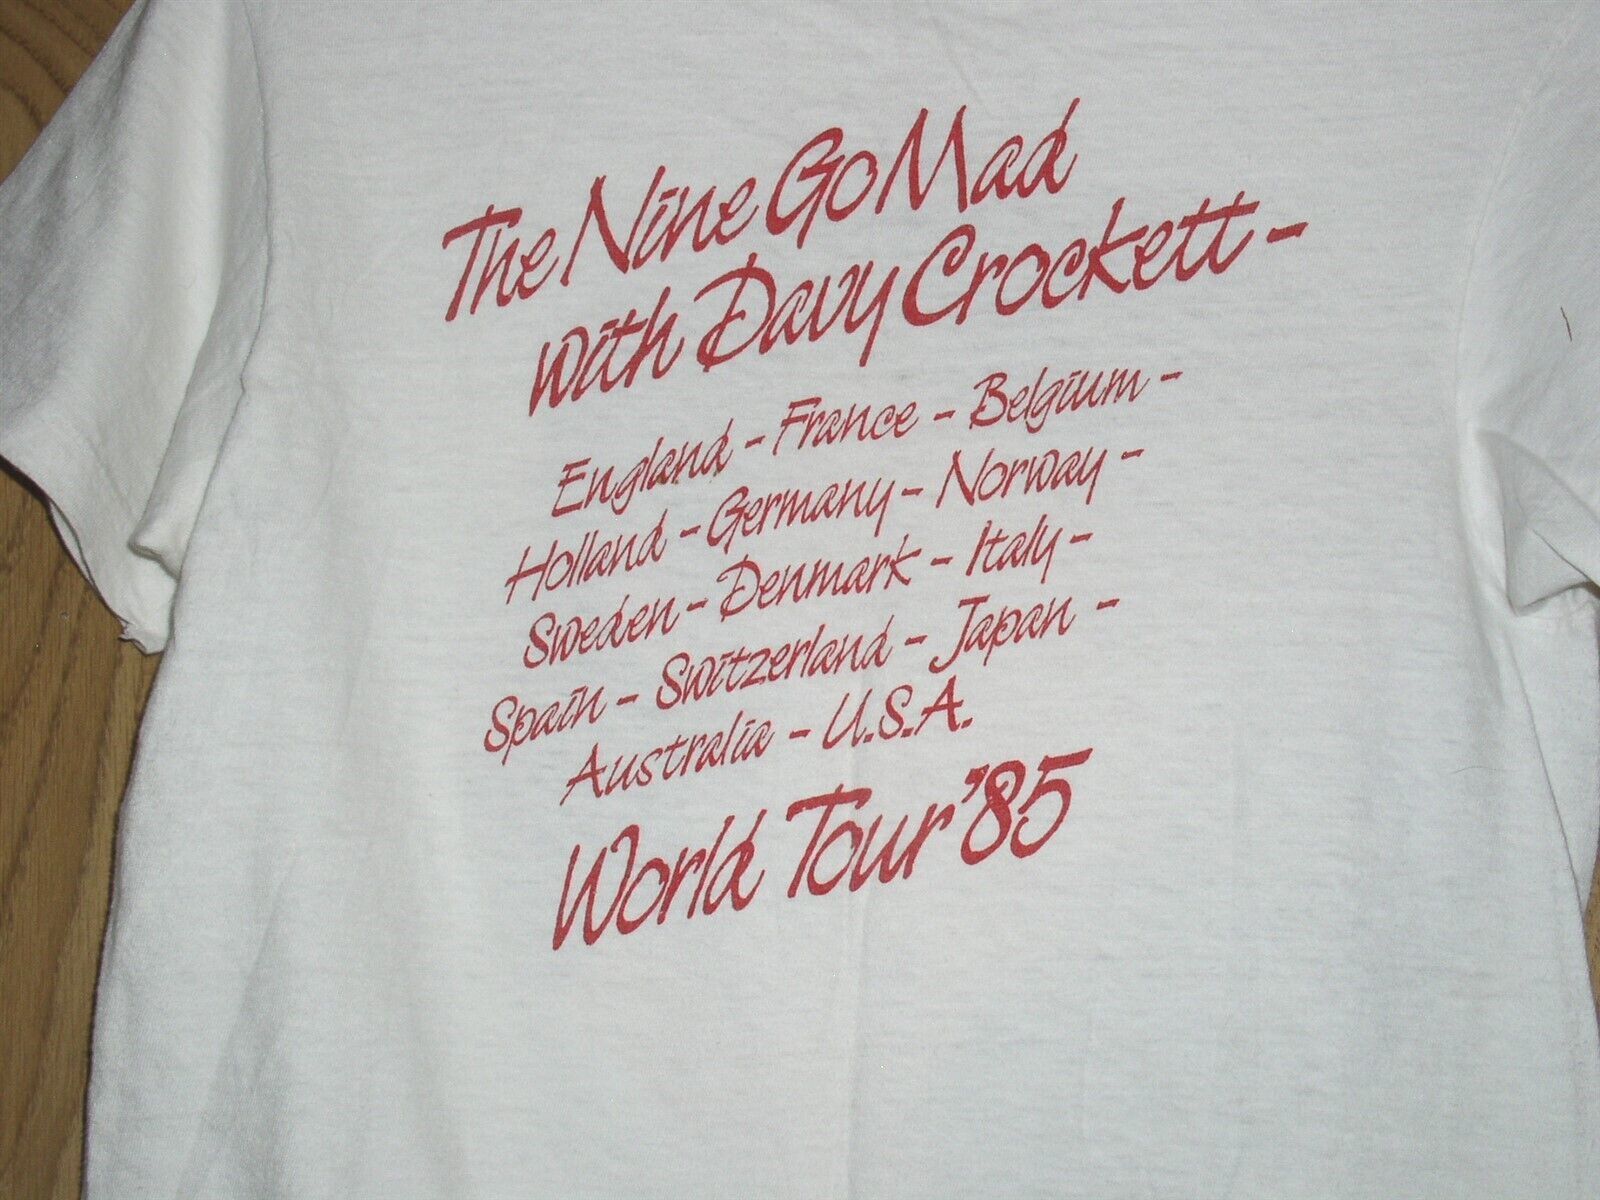 The Nine Go Mad
with Davy Crockett -
England - France - Belgium -
Holland - Germany - Norway -
Sweden - Denmark - Italy -
Spain - Switzerland - Japan -
Australia - U.S.A.
World Tour '85